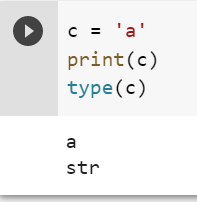 c = 'a'
print(c)
type(c)
a
str